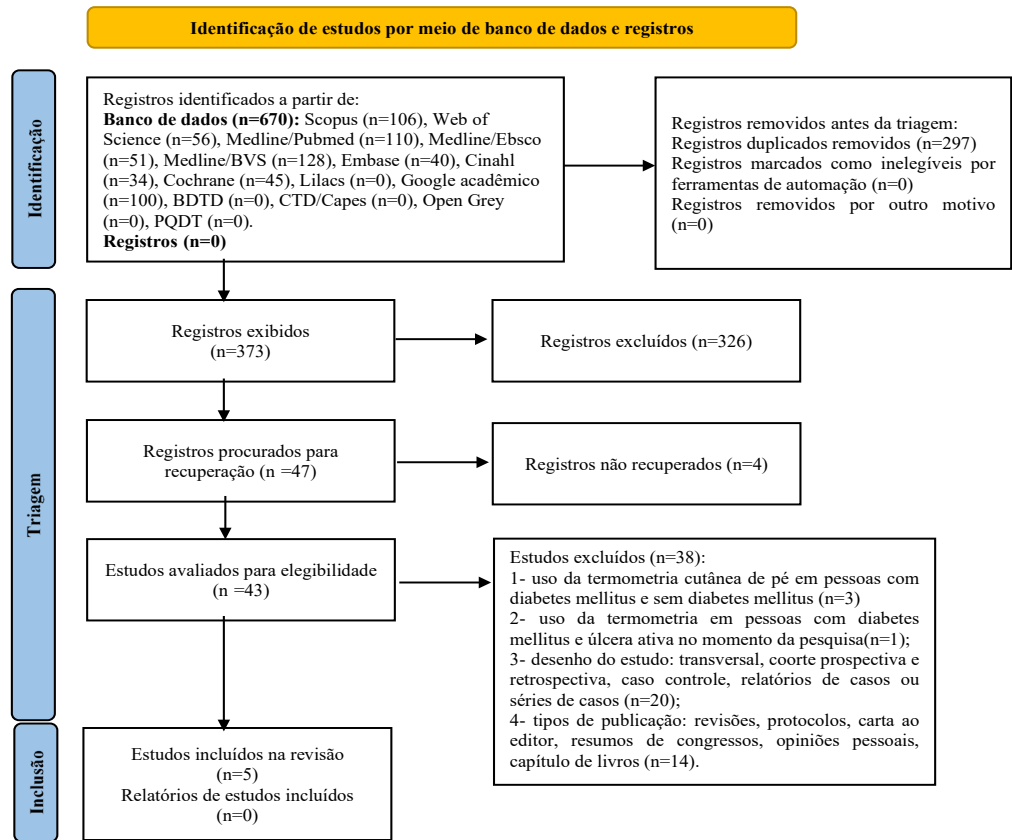 Identificação de estudos por meio de banco de dados e registros
Identificação
Registros identificados a partir de:
Banco de dados (n=670): Scopus (n=106), Web of
Science (n=56), Medline/Pubmed (n=110), Medline/Ebsco
(n=51), Medline/BVS (n=128), Embase (n=40), Cinahl
(n=34), Cochrane (n=45), Lilacs (n=0), Google acadêmico
(n=100), BDTD (n=0), CTD/Capes (n=0), Open Grey
(n=0), PQDT (n=0).
Registros (n=0)
Registros removidos antes da triagem:
Registros duplicados removidos (n=297)
Registros marcados como inelegíveis por
ferramentas de automação (n=0)
Registros removidos por outro motivo
(n=0)
Triagem
Registros exibidos
(n=373)
Registros excluídos (n=326)
Registros procurados para
recuperação (n =47)
Registros não recuperados (n=4)
Estudos avaliados para elegibilidade
(n =43)
Estudos excluídos (n=38):
1- uso da termometria cutânea de pé em pessoas com
diabetes mellitus e sem diabetes mellitus (n=3)
2- uso da termometria em pessoas com diabetes
mellitus e úlcera ativa no momento da pesquisa(n=1);
3- desenho do estudo: transversal, coorte prospectiva e
retrospectiva, caso controle, relatórios de casos ou
séries de casos (n=20);
4- tipos de publicação: revisões, protocolos, carta ao
editor, resumos de congressos, opiniões pessoais,
capítulo de livros (n=14).
Inclusão
Estudos incluídos na revisão
(n=5)
Relatórios de estudos incluídos
(n=0)